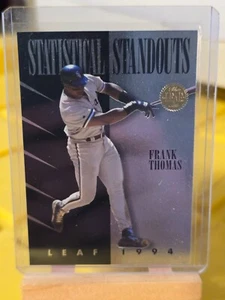 STATISTICAL STANDOUTS
FRANK
THOMAS
LEAF 1994